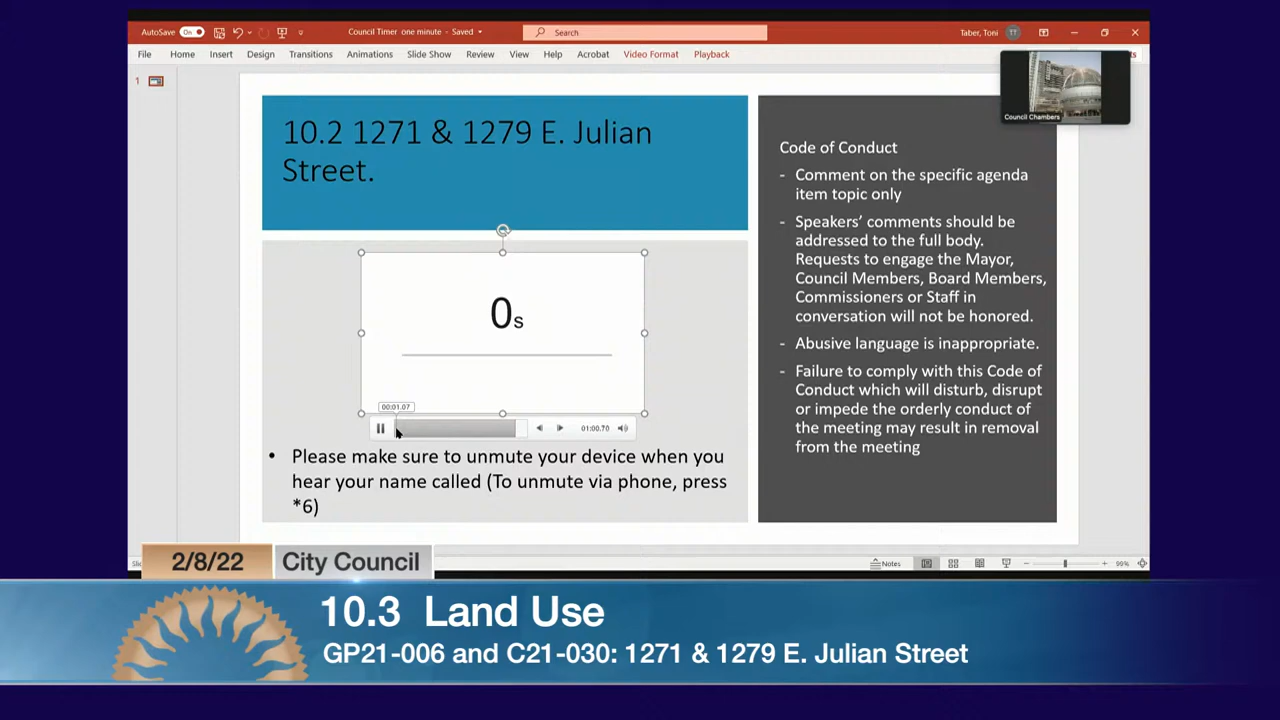 AutoSave On
Council Timer one minute - Saved
Search
Taber, Toni TT
File Home Insert Design Transitions Animations Slide Show Review View Help Acrobat Video Format Playback
1
Council Chambers
10.2 1271 & 1279 E. Julian
Street.
0s
00:01.07
01:00.70
• Please make sure to unmute your device when you
hear your name called (To unmute via phone, press
*6)
Code of Conduct
- Comment on the specific agenda
item topic only
- Speakers’ comments should be
addressed to the full body.
Requests to engage the Mayor,
Council Members, Board Members,
Commissioners or Staff in
conversation will not be honored.
- Abusive language is inappropriate.
- Failure to comply with this Code of
Conduct which will disturb, disrupt
or impede the orderly conduct of
the meeting may result in removal
from the meeting
Notes
99%
2/8/22 City Council
10.3 Land Use
GP21-006 and C21-030: 1271 & 1279 E. Julian Street